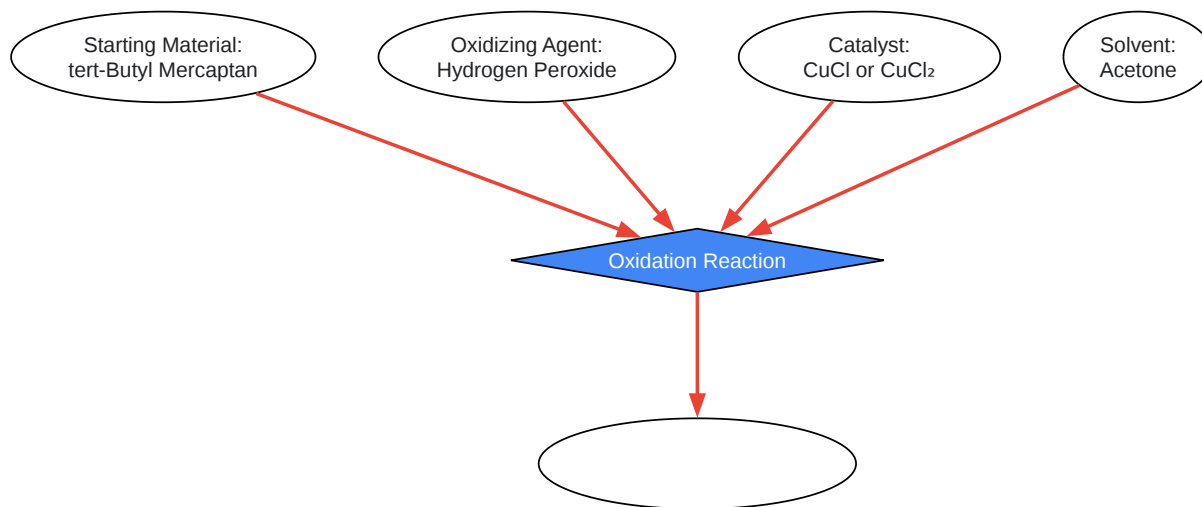 Starting Material:
tert-Butyl Mercaptan
Oxidizing Agent:
Hydrogen Peroxide
Catalyst:
CuCl or CuCl₂
Solvent:
Acetone
Oxidation Reaction